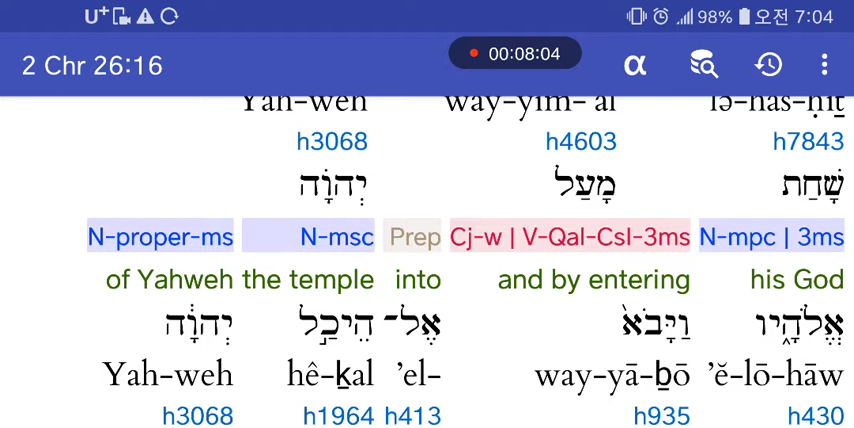 U+ 98% 오전 7:04
2 Chr 26:16 00:08:04 α
Yah-weh way-yim-‘al lə-haš-ḥîṯ
h3068 h4603 h7843
יְהוָ֔ה מָעַל שָׁחַת
N-proper-ms N-msc Prep Cj-w | V-Qal-CsI-3ms N-mpc | 3ms
of Yahweh the temple into and by entering his God
יְהוָ֔ה הֵיכַ֣ל אֶל־ וַיָּבֹא֙ אֱלֹהָ֑יו
Yah-weh hê-ḵal ’el- way-yā-ḇō ’ĕ-lō-hāw
h3068 h1964 h413 h935 h430